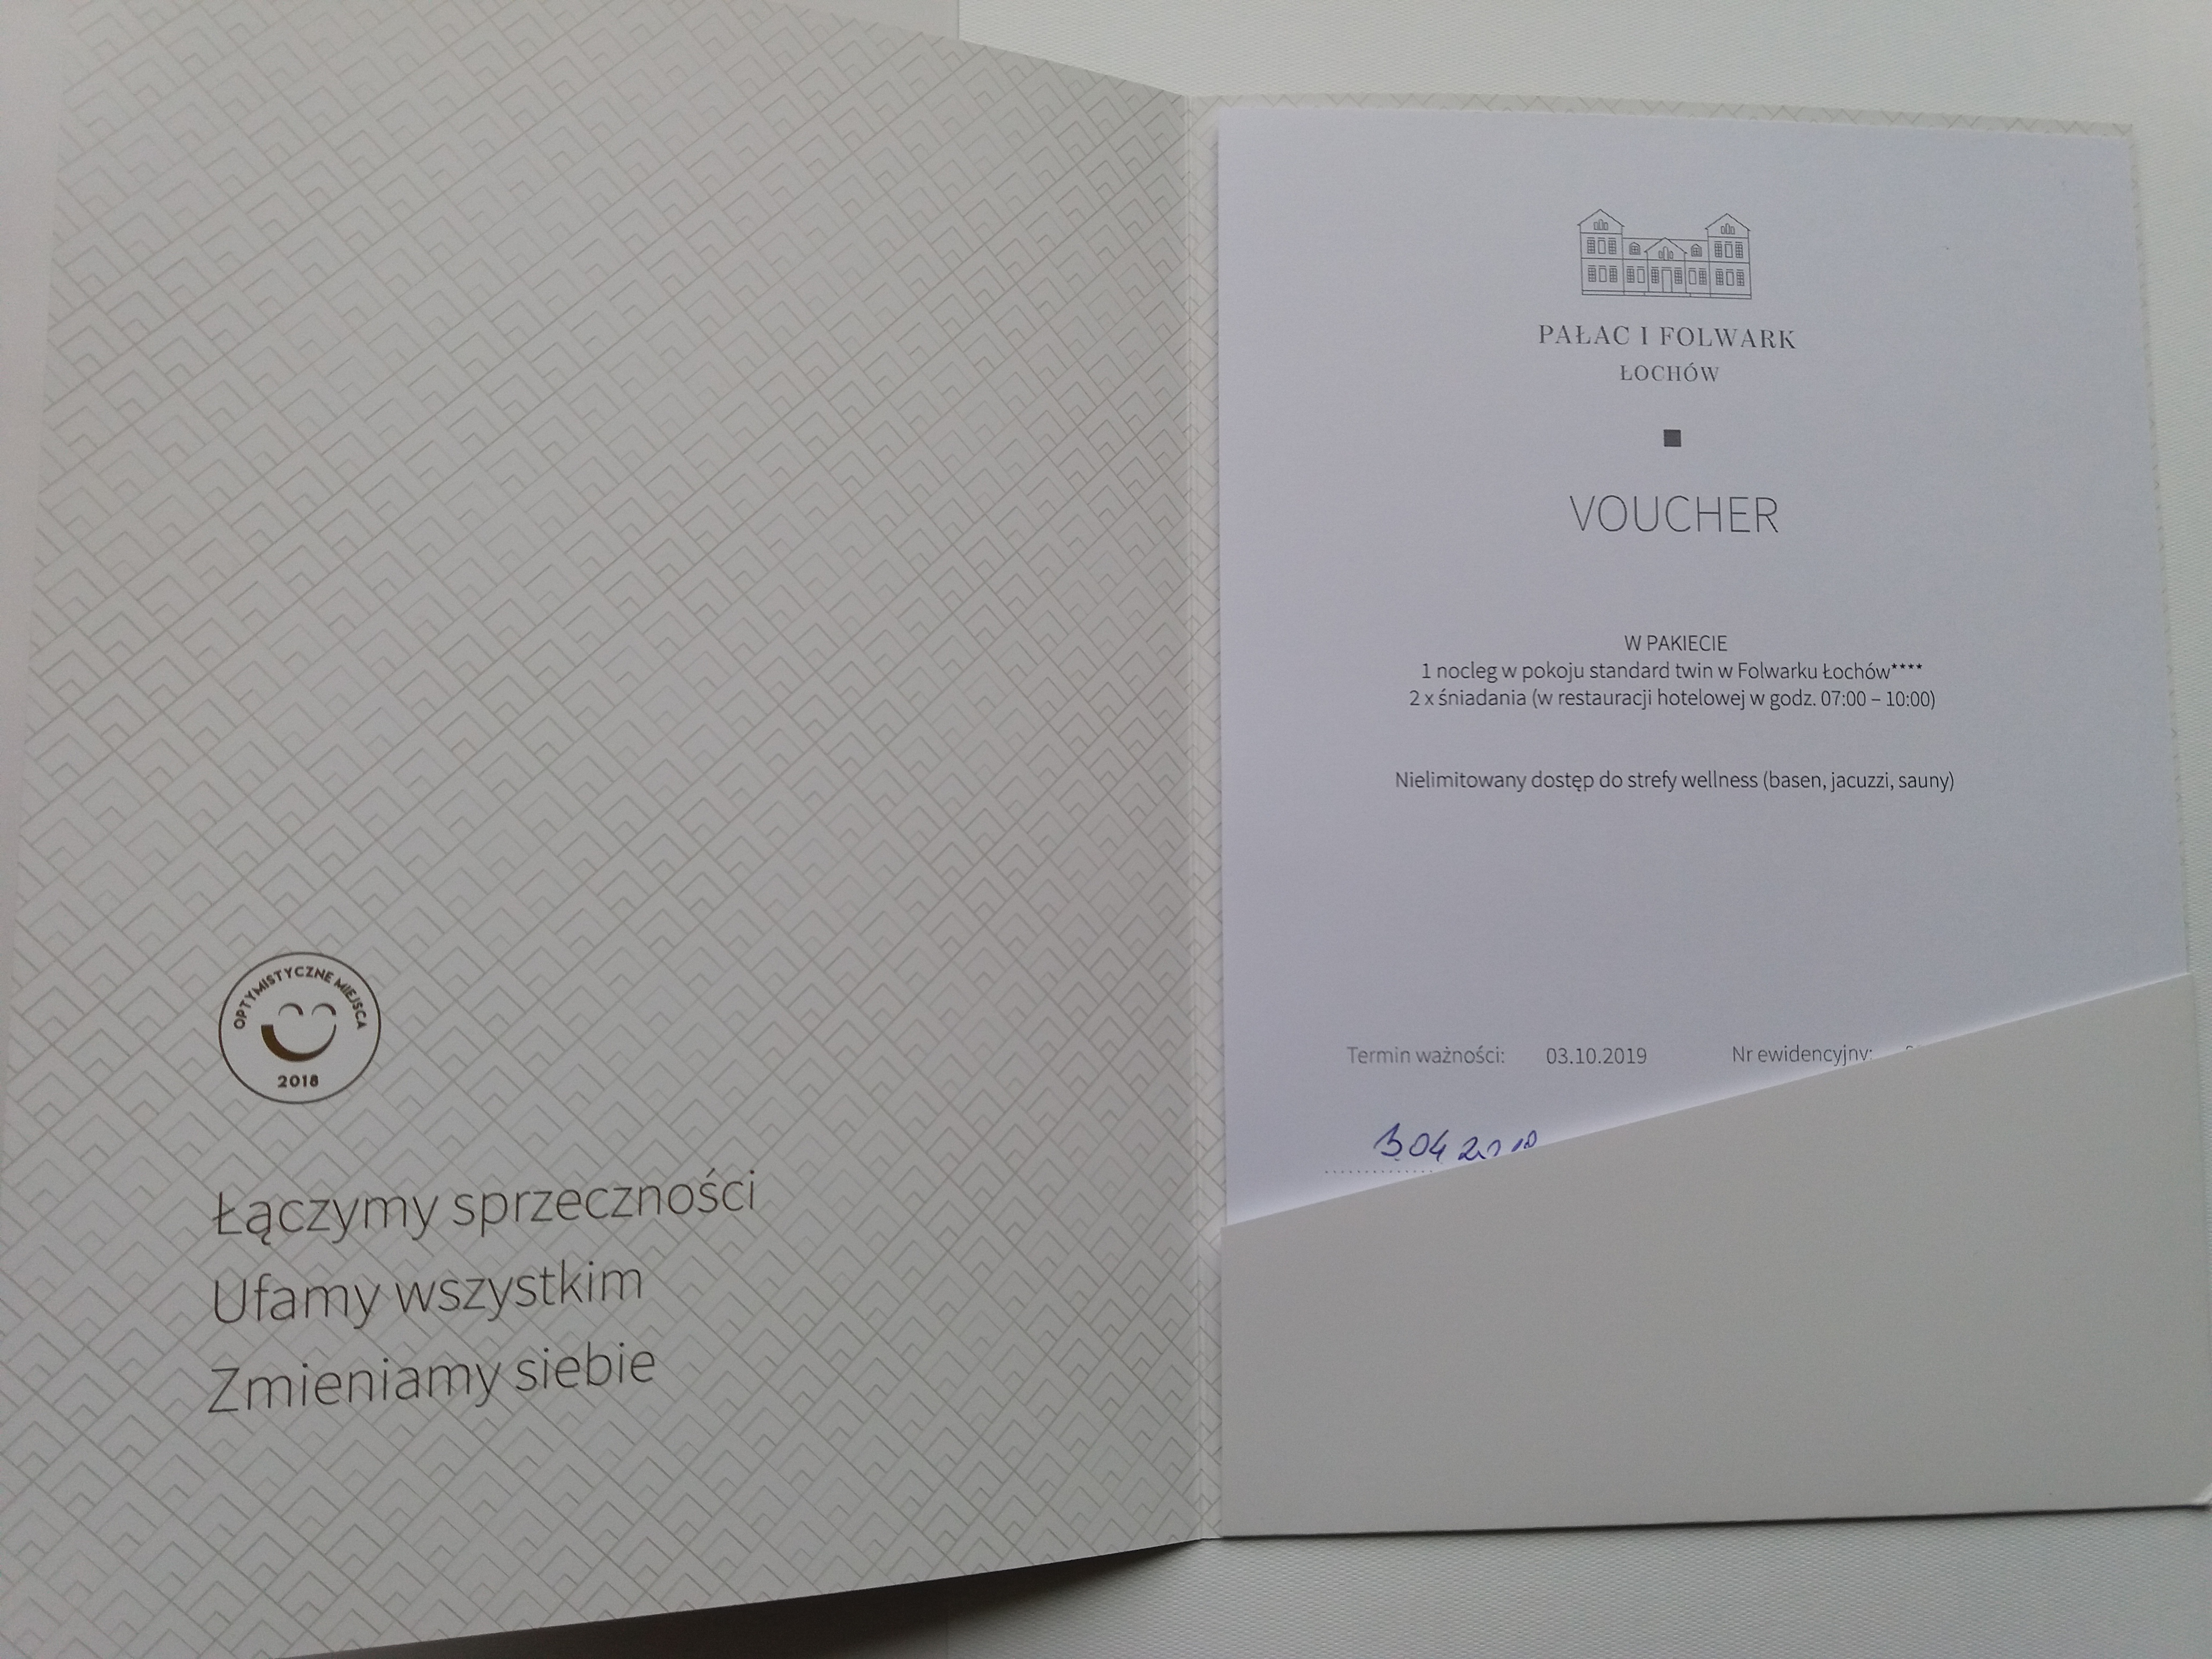 OPTYMISTYCZNE MIEJSCA
2018
Łączymy sprzeczności
Ufamy wszystkim
Zmieniamy siebie
PAŁAC I FOLWARK
ŁOCHÓW
VOUCHER
W PAKIECIE
1 nocleg w pokoju standard twin w Folwarku Łochów****
2 x śniadania (w restauracji hotelowej w godz. 07:00 – 10:00)
Nielimitowany dostęp do strefy wellness (basen, jacuzzi, sauny)
Termin ważności: 03.10.2019 Nr ewidencyjny: